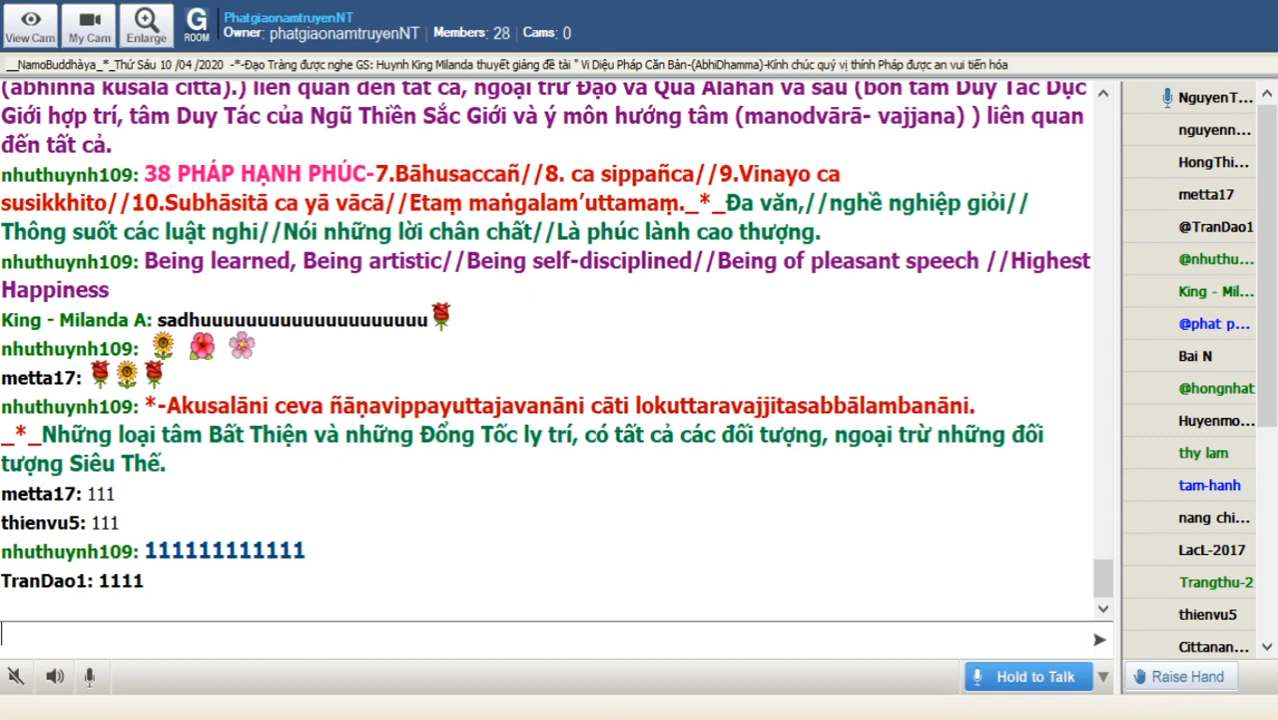 View Cam
My Cam
Enlarge
G
ROOM
PhatgiaonamtruyenNT
Owner: phatgiaonamtruyenNT | Members: 28 | Cams: 0
__NamoBuddhàya_*_Thứ Sáu 10 /04 /2020 -*-Đạo Tràng được nghe GS: Huynh King Milanda thuyết giảng đề tài " Vi Diệu Pháp Căn Bản-(AbhiDhamma)-Kính chúc quý vị thính Pháp được an vui tiến hóa
(abhinna kusala citta).) liên quan đến tất cả, ngoại trừ Đạo và Quả Alahan và sáu (bốn tâm Duy Tác Dục
Giới hợp trí, tâm Duy Tác của Ngũ Thiền Sắc Giới và ý môn hướng tâm (manodvārā- vajjana) ) liên quan
đến tất cả.
nhuthuynh109: 38 PHÁP HẠNH PHÚC-7.Bāhusaccañ//8. ca sippañca//9.Vinayo ca
susikkhito//10.Subhāsitā ca yā vācā//Etaṃ maṅgalam’uttamaṃ._*_Đa văn,//nghề nghiệp giỏi//
Thông suốt các luật nghi//Nói những lời chân chất//Là phúc lành cao thượng.
nhuthuynh109: Being learned, Being artistic//Being self-disciplined//Being of pleasant speech //Highest
Happiness
King - Milanda A: sadhuuuuuuuuuuuuuuuuuuuuu
nhuthuynh109:
metta17:
nhuthuynh109: *-Akusalāni ceva ñāṇavippayuttajavanāni cāti lokuttaravajjitasabbālambanāni.
_*_Những loại tâm Bất Thiện và những Đổng Tốc ly trí, có tất cả các đối tượng, ngoại trừ những đối
tượng Siêu Thế.
metta17: 111
thienvu5: 111
nhuthuynh109: 111111111111
TranDao1: 1111
NguyenT...
nguyenn...
HongThi...
metta17
@TranDao1
@nhuthu...
King - Mil...
@phat p...
Bai N
@hongnhat
Huyenmo...
thy lam
tam-hanh
nang chi...
LacL-2017
Trangthu-2
thienvu5
Cittanan...
Hold to Talk
Raise Hand